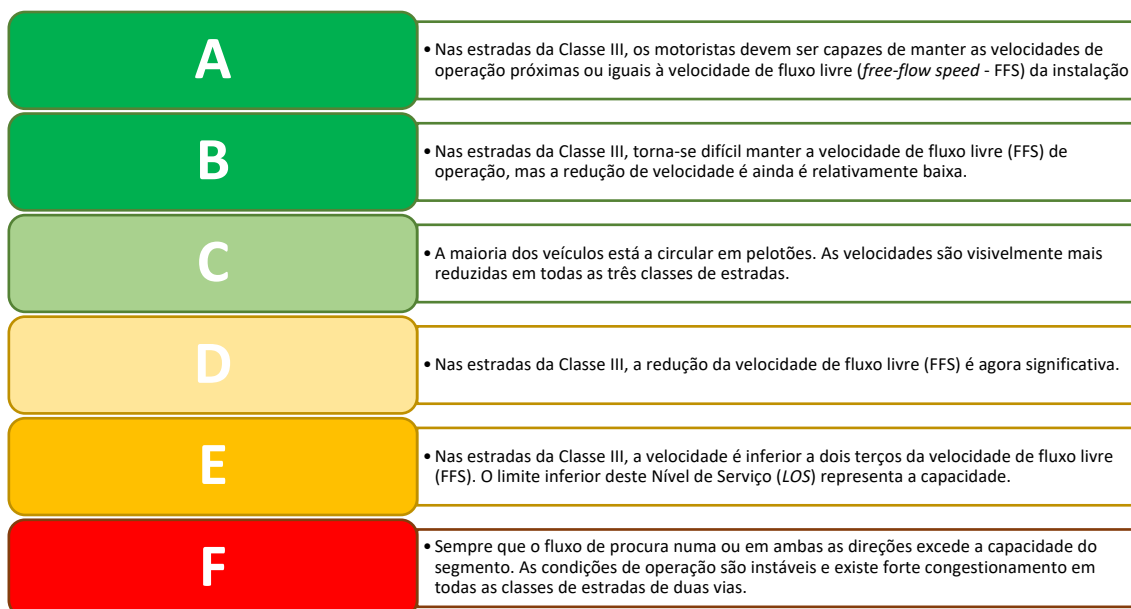 A
• Nas estradas da Classe III, os motoristas devem ser capazes de manter as velocidades de
operação próximas ou iguais à velocidade de fluxo livre (free-flow speed - FFS) da instalação
B
• Nas estradas da Classe III, torna-se difícil manter a velocidade de fluxo livre (FFS) de
operação, mas a redução de velocidade é ainda é relativamente baixa.
C
• A maioria dos veículos está a circular em pelotões. As velocidades são visivelmente mais
reduzidas em todas as três classes de estradas.
D
• Nas estradas da Classe III, a redução da velocidade de fluxo livre (FFS) é agora significativa.
E
• Nas estradas da Classe III, a velocidade é inferior a dois terços da velocidade de fluxo livre
(FFS). O limite inferior deste Nível de Serviço (LOS) representa a capacidade.
F
• Sempre que o fluxo de procura numa ou em ambas as direções excede a capacidade do
segmento. As condições de operação são instáveis e existe forte congestionamento em
todas as classes de estradas de duas vias.